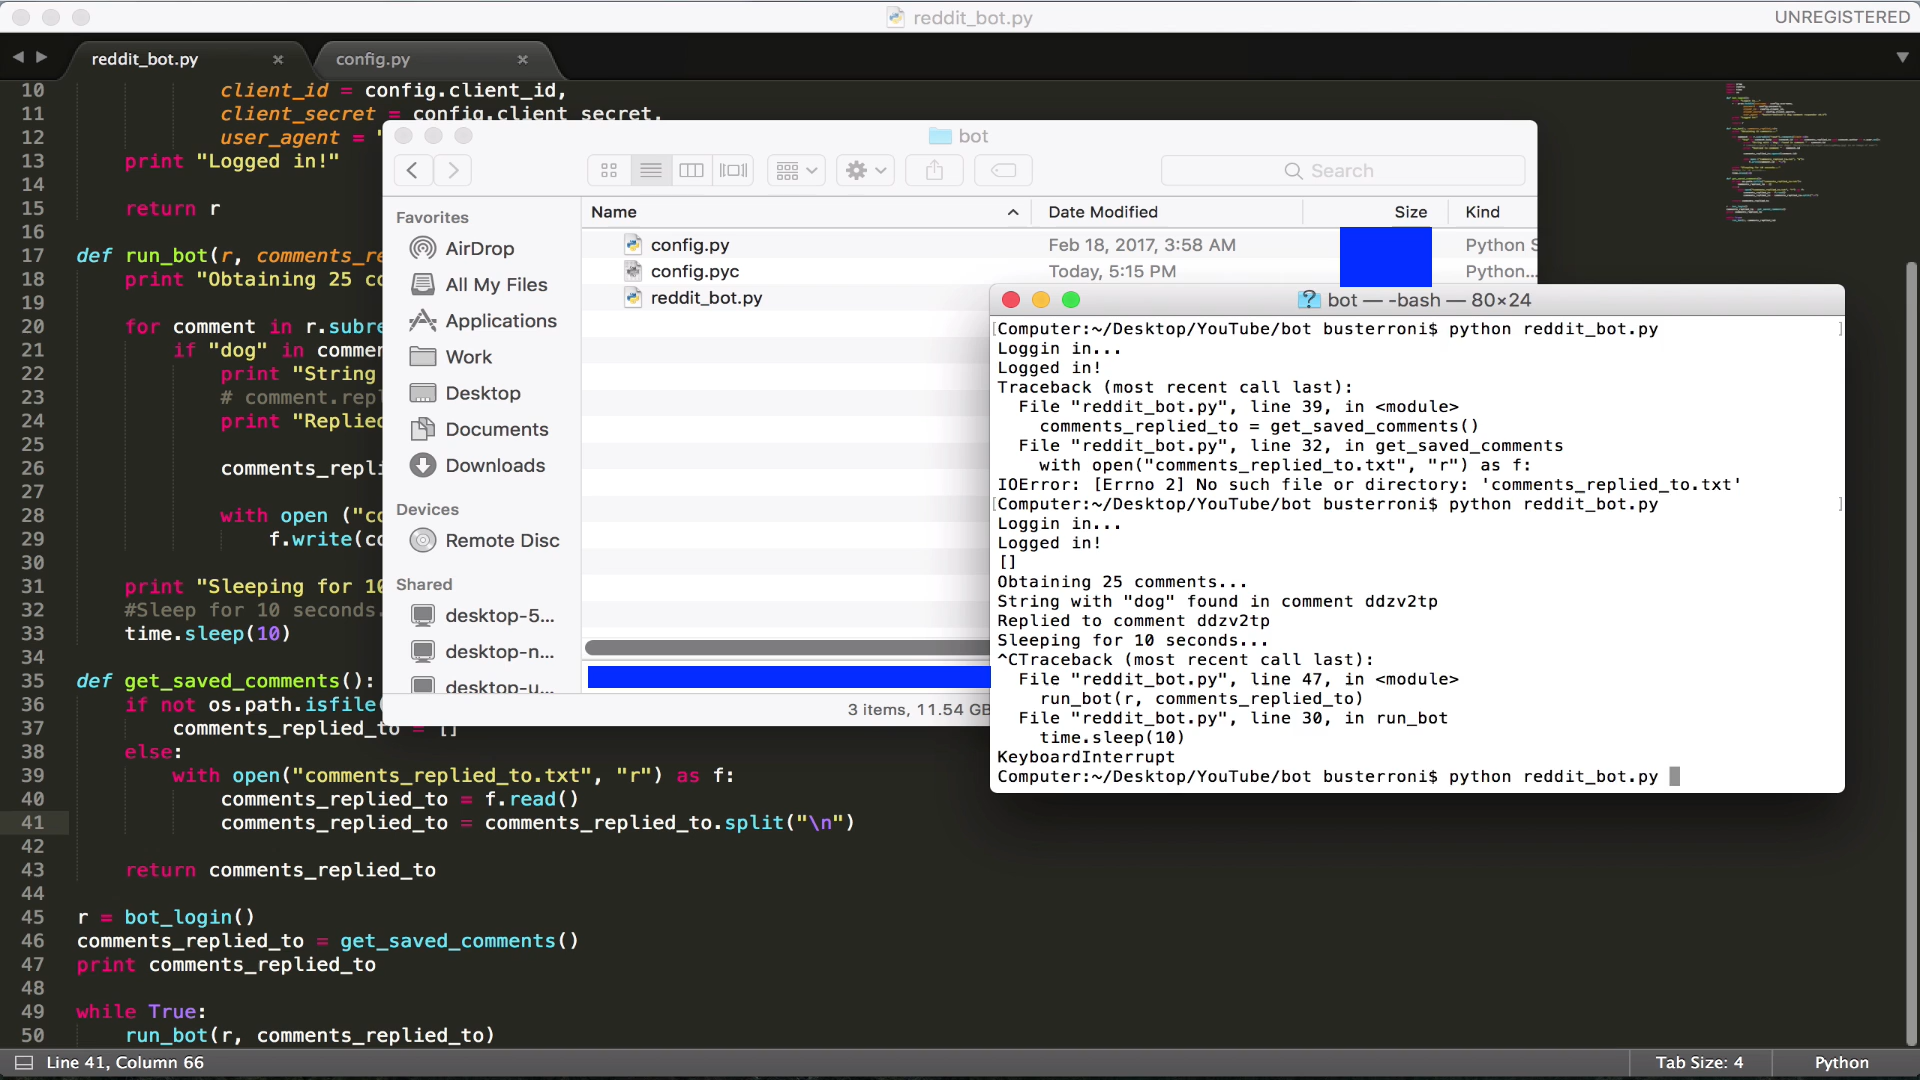 reddit_bot.py
UNREGISTERED
reddit_bot.py
config.py
10 client_id = config.client_id,
11 client_secret = config.client_secret,
12 user_agent = "
13 print "Logged in!"
14
15 return r
16
17 def run_bot(r, comments_re
18 print "Obtaining 25 co
19
20 for comment in r.subre
21 if "dog" in commen
22 print "String
23 # comment.repl
24 print "Replied
25
26 comments_repli
27
28 with open ("co
29 f.write(co
30
31 print "Sleeping for 10
32 #Sleep for 10 seconds.
33 time.sleep(10)
34
35 def get_saved_comments():
36 if not os.path.isfile(
37 comments_replied_to = []
38 else:
39 with open("comments_replied_to.txt", "r") as f:
40 comments_replied_to = f.read()
41 comments_replied_to = comments_replied_to.split("\n")
42
43 return comments_replied_to
44
45 r = bot_login()
46 comments_replied_to = get_saved_comments()
47 print comments_replied_to
48
49 while True:
50 run_bot(r, comments_replied_to)
bot
Search
Favorites
AirDrop
All My Files
Applications
Work
Desktop
Documents
Downloads
Devices
Remote Disc
Shared
desktop-5...
desktop-n...
desktop-u...
Name Date Modified Size Kind
config.py Feb 18, 2017, 3:58 AM Python S
config.pyc Today, 5:15 PM Python...
reddit_bot.py
3 items, 11.54 GB
bot — -bash — 80×24
[Computer:~/Desktop/YouTube/bot busterroni$ python reddit_bot.py ]
Loggin in...
Logged in!
Traceback (most recent call last):
File "reddit_bot.py", line 39, in <module>
comments_replied_to = get_saved_comments()
File "reddit_bot.py", line 32, in get_saved_comments
with open("comments_replied_to.txt", "r") as f:
IOError: [Errno 2] No such file or directory: 'comments_replied_to.txt'
[Computer:~/Desktop/YouTube/bot busterroni$ python reddit_bot.py ]
Loggin in...
Logged in!
[]
Obtaining 25 comments...
String with "dog" found in comment ddzv2tp
Replied to comment ddzv2tp
Sleeping for 10 seconds...
^CTraceback (most recent call last):
File "reddit_bot.py", line 47, in <module>
run_bot(r, comments_replied_to)
File "reddit_bot.py", line 30, in run_bot
time.sleep(10)
KeyboardInterrupt
Computer:~/Desktop/YouTube/bot busterroni$ python reddit_bot.py
Line 41, Column 66
Tab Size: 4
Python